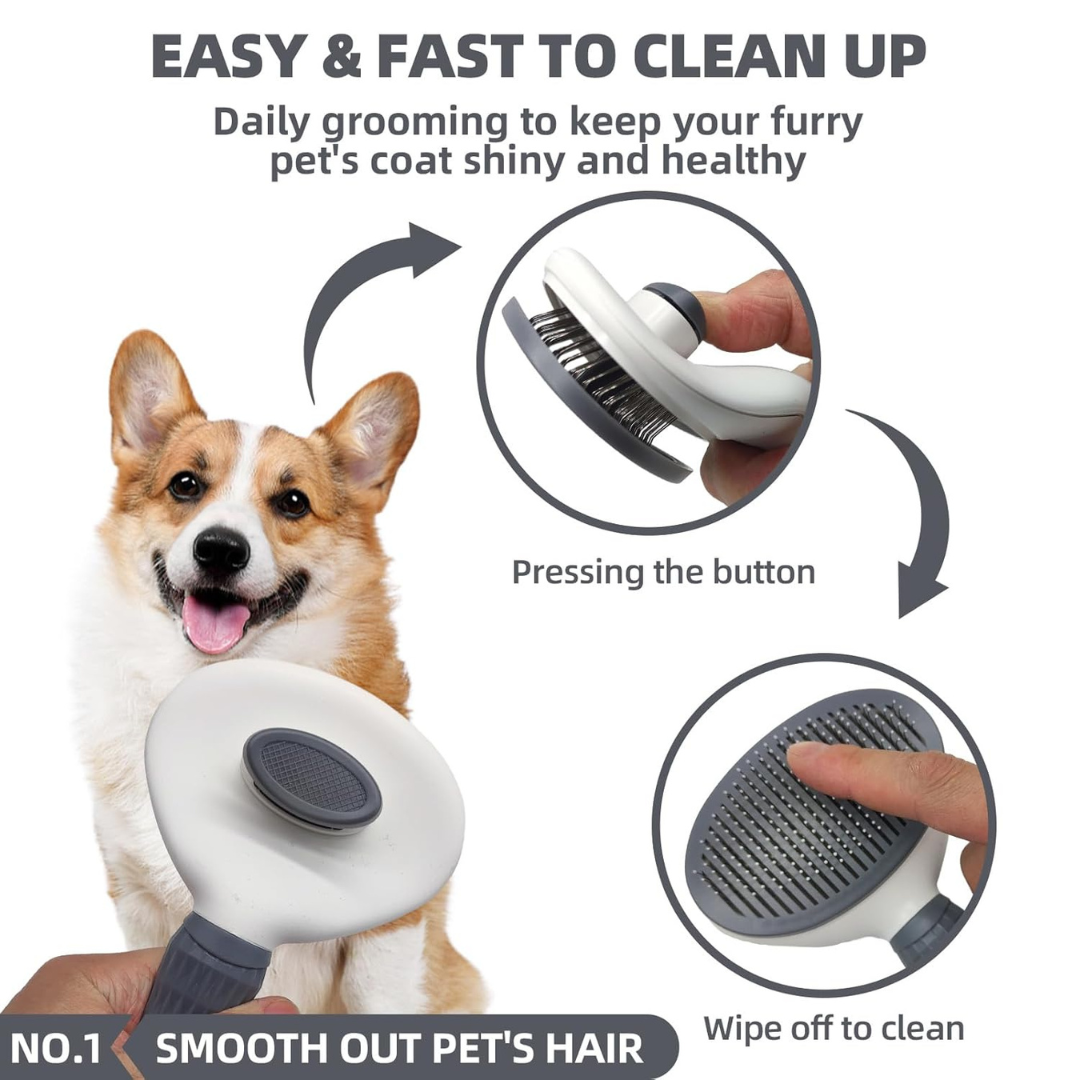 EASY & FAST TO CLEAN UP
Daily grooming to keep your furry
pet's coat shiny and healthy
Pressing the button
Wipe off to clean
NO.1
SMOOTH OUT PET'S HAIR